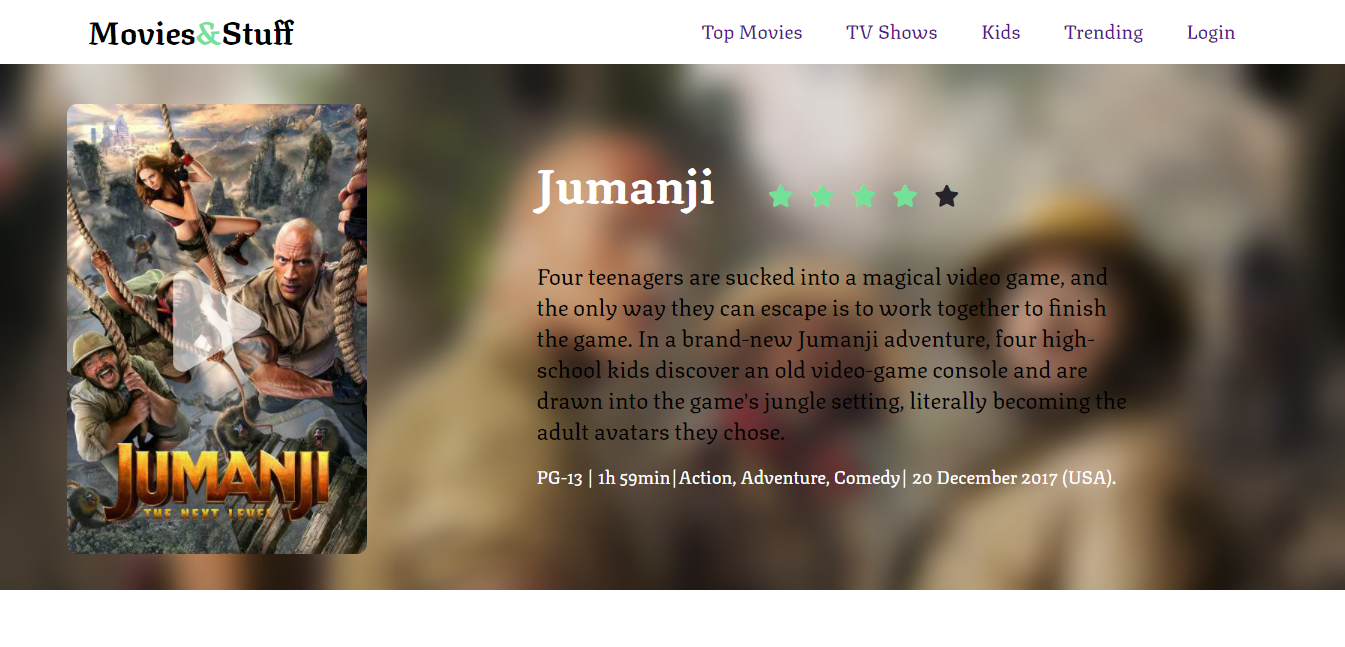 Movies&Stuff
Top Movies TV Shows Kids Trending Login
Jumanji
Four teenagers are sucked into a magical video game, and
the only way they can escape is to work together to finish
the game. In a brand-new Jumanji adventure, four high-
school kids discover an old video-game console and are
drawn into the game's jungle setting, literally becoming the
adult avatars they chose.
PG-13 | 1h 59min|Action, Adventure, Comedy| 20 December 2017 (USA).
JUMANJI
THE NEXT LEVEL